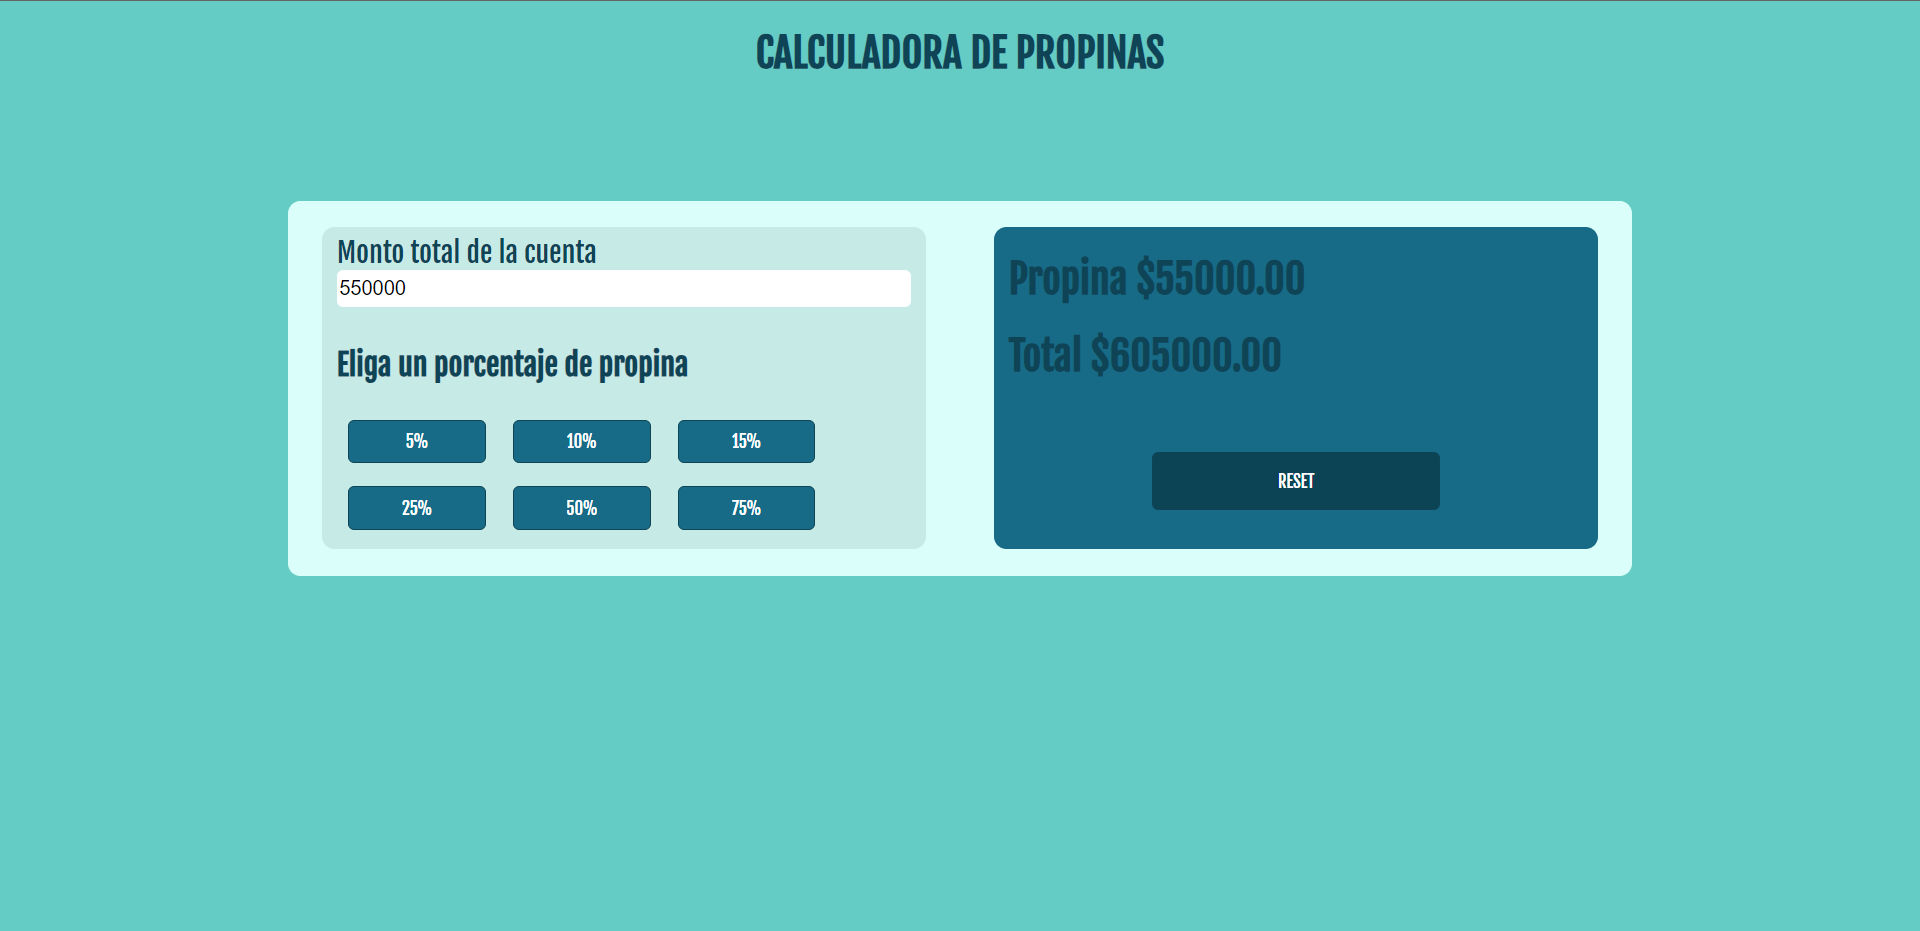 CALCULADORA DE PROPINAS
Monto total de la cuenta
550000
Eliga un porcentaje de propina
5% 10% 15%
25% 50% 75%
Propina $55000.00
Total $605000.00
RESET